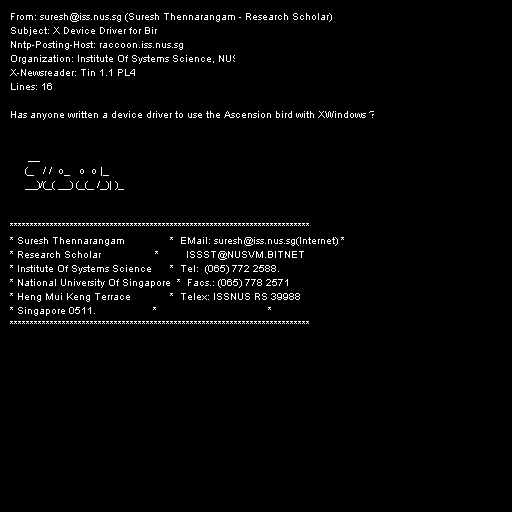 From: suresh@iss.nus.sg (Suresh Thennarangam - Research Scholar)
Subject: X Device Driver for Bir
Nntp-Posting-Host: raccoon.iss.nus.sg
Organization: Institute Of Systems Science, NUS
X-Newsreader: Tin 1.1 PL4
Lines: 16

Has anyone written a device driver to use the Ascension bird with XWindows ?

      __
     (_   / /  o_   o  o |_
     __)/(_( __) (_(_ /_)| )_

***************************************************************************
* Suresh Thennarangam               *  EMail: suresh@iss.nus.sg(Internet) *
* Research Scholar                  *         ISSST@NUSVM.BITNET
* Institute Of Systems Science      *  Tel:  (065) 772 2588.
* National University Of Singapore  *  Facs.: (065) 778 2571
* Heng Mui Keng Terrace             *  Telex: ISSNUS RS 39988
* Singapore 0511.                   *                                     *
***************************************************************************